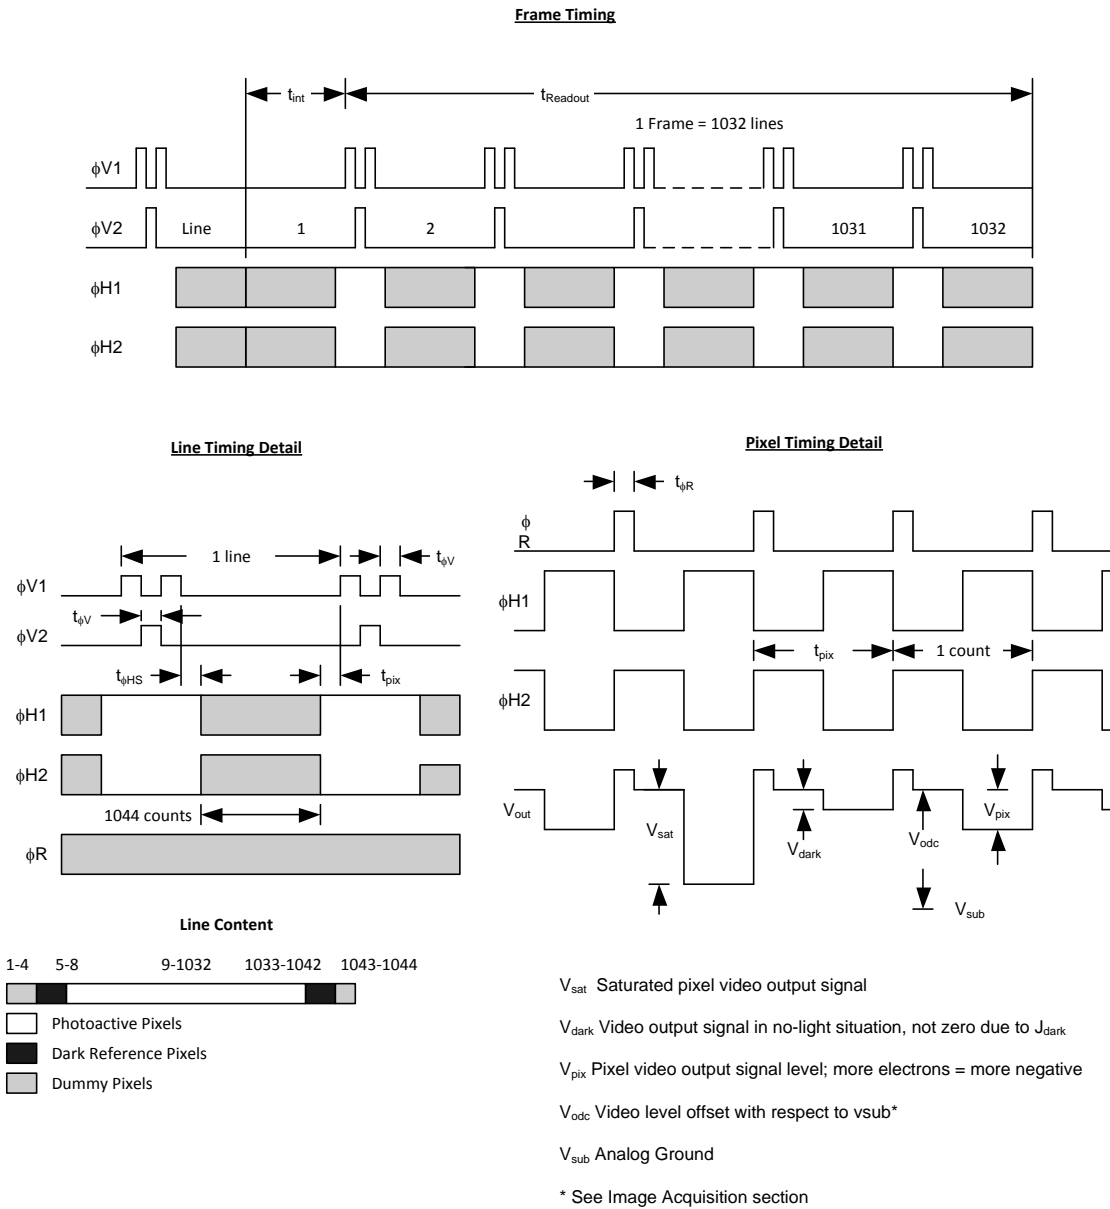 Frame Timing
tint
tReadout
1 Frame = 1032 lines
ϕV1
ϕV2
Line
1
2
1031
1032
ϕH1
ϕH2
Line Timing Detail
1 line
tϕV
ϕV1
tϕV
ϕV2
tϕHS
tpix
ϕH1
ϕH2
1044 counts
ϕR
Pixel Timing Detail
tϕR
ϕ
R
ϕH1
tpix
1 count
ϕH2
Vout
Vsat
Vdark
Vodc
Vpix
Vsub
Line Content
1-4 5-8 9-1032 1033-1042 1043-1044
Photoactive Pixels
Dark Reference Pixels
Dummy Pixels
Vsat Saturated pixel video output signal
Vdark Video output signal in no-light situation, not zero due to Jdark
Vpix Pixel video output signal level; more electrons = more negative
Vodc Video level offset with respect to vsub*
Vsub Analog Ground
* See Image Acquisition section